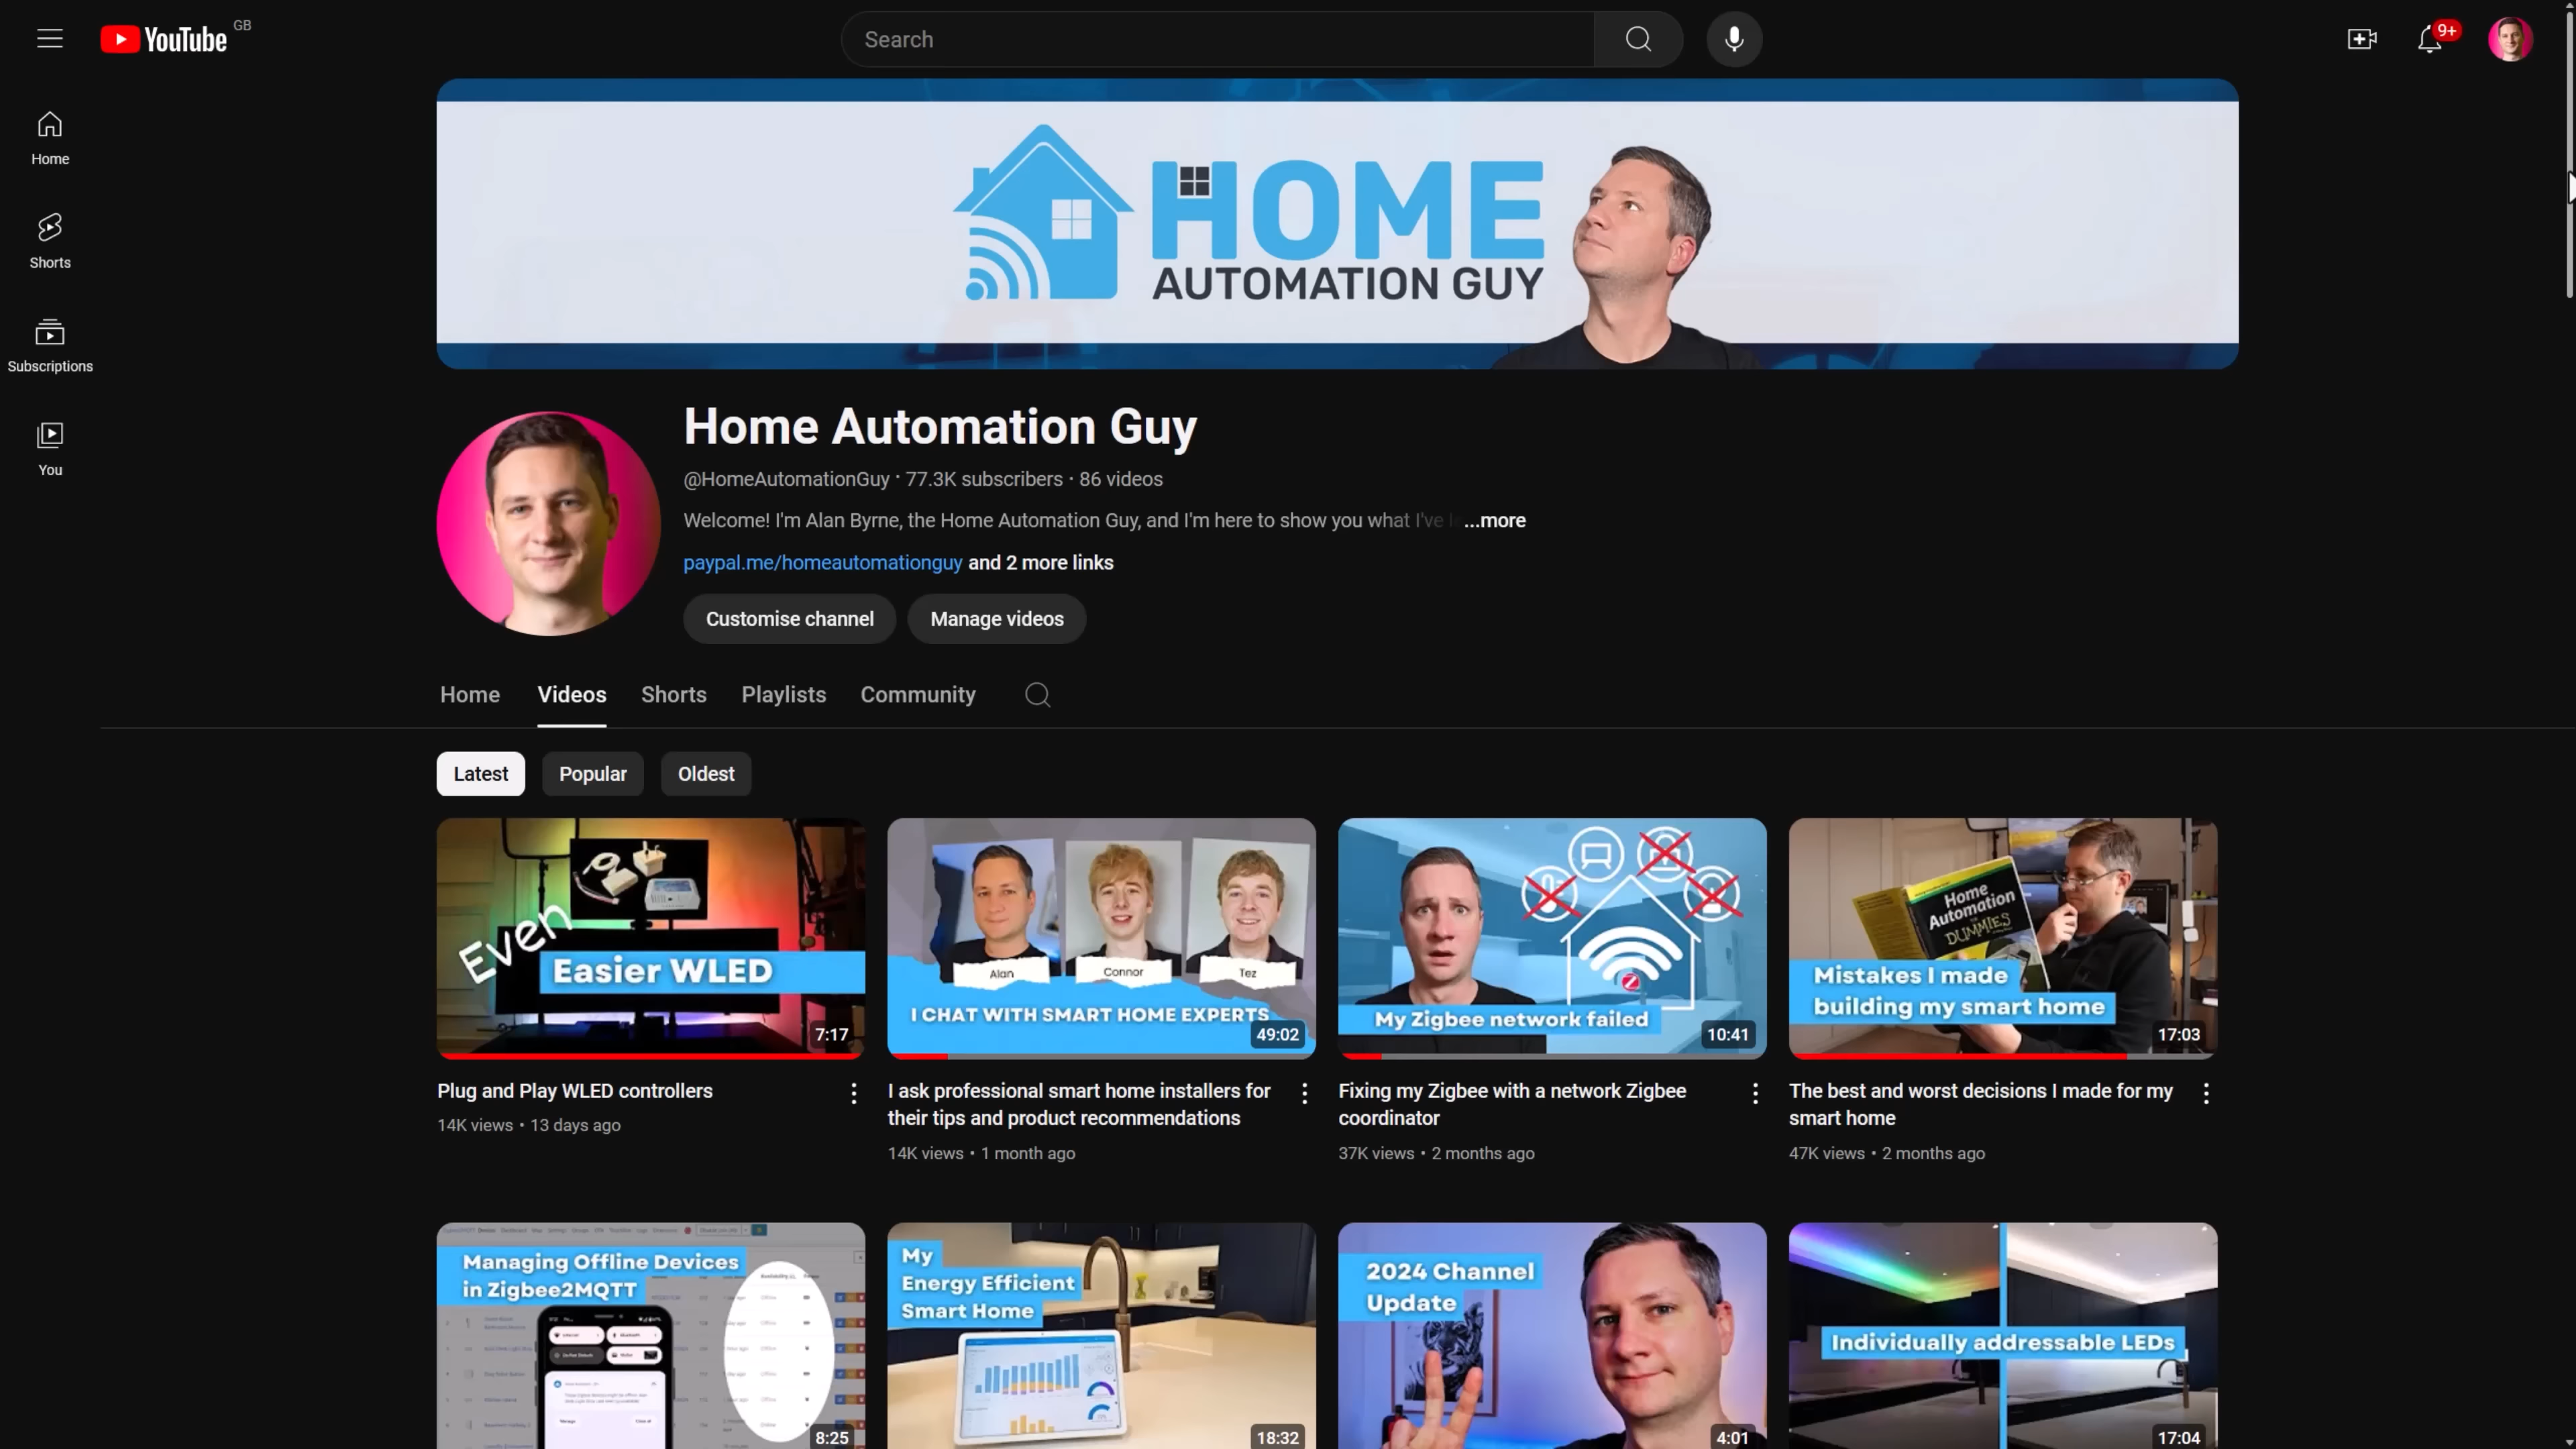 YouTube GB
Search
9+
Home
Shorts
Subscriptions
You
HOME
AUTOMATION GUY
Home Automation Guy
@HomeAutomationGuy · 77.3K subscribers · 86 videos
Welcome! I'm Alan Byrne, the Home Automation Guy, and I'm here to show you what I've ...more
paypal.me/homeautomationguy and 2 more links
Customise channel Manage videos
Home Videos Shorts Playlists Community
Latest Popular Oldest
Even
Easier WLED
7:17
Plug and Play WLED controllers
14K views • 13 days ago
Alan Connor Tez
I CHAT WITH SMART HOME EXPERTS
49:02
I ask professional smart home installers for
their tips and product recommendations
14K views • 1 month ago
My Zigbee network failed
10:41
Fixing my Zigbee with a network Zigbee
coordinator
37K views • 2 months ago
Home
Automation
DUMMIES
Mistakes I made
building my smart home
17:03
The best and worst decisions I made for my
smart home
47K views • 2 months ago
Managing Offline Devices
in Zigbee2MQTT
8:25
My
Energy Efficient
Smart Home
18:32
2024 Channel
Update
4:01
Individually addressable LEDs
17:04